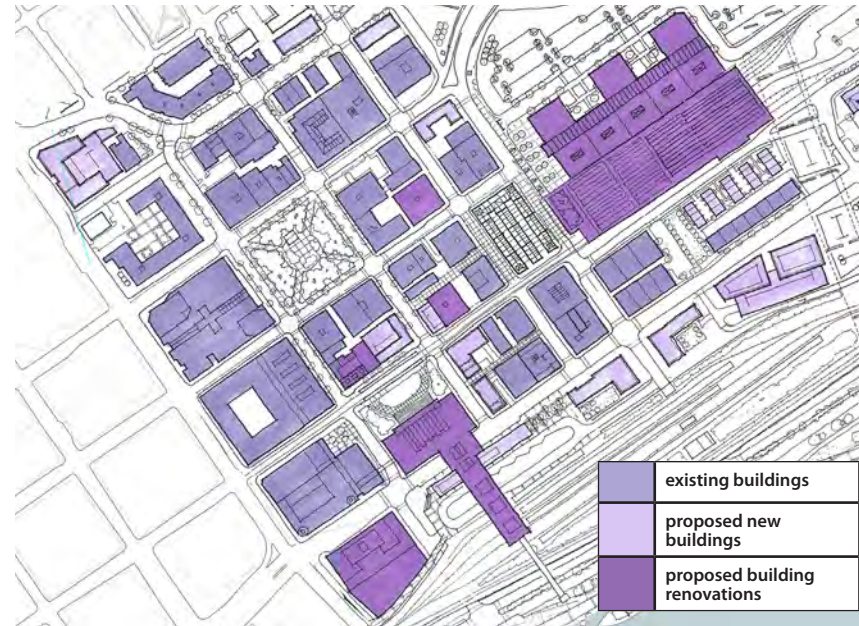 existing buildings
proposed new
buildings
proposed building
renovations